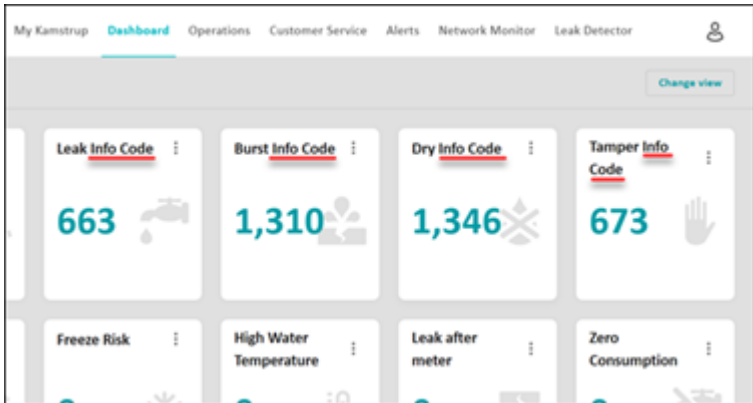 My Kamstrup Dashboard Operations Customer Service Alerts Network Monitor Leak Detector
Change view
Leak Info Code
663
Burst Info Code
1,310
Dry Info Code
1,346
Tamper Info
Code
673
Freeze Risk
High Water
Temperature
Leak after
meter
Zero
Consumption